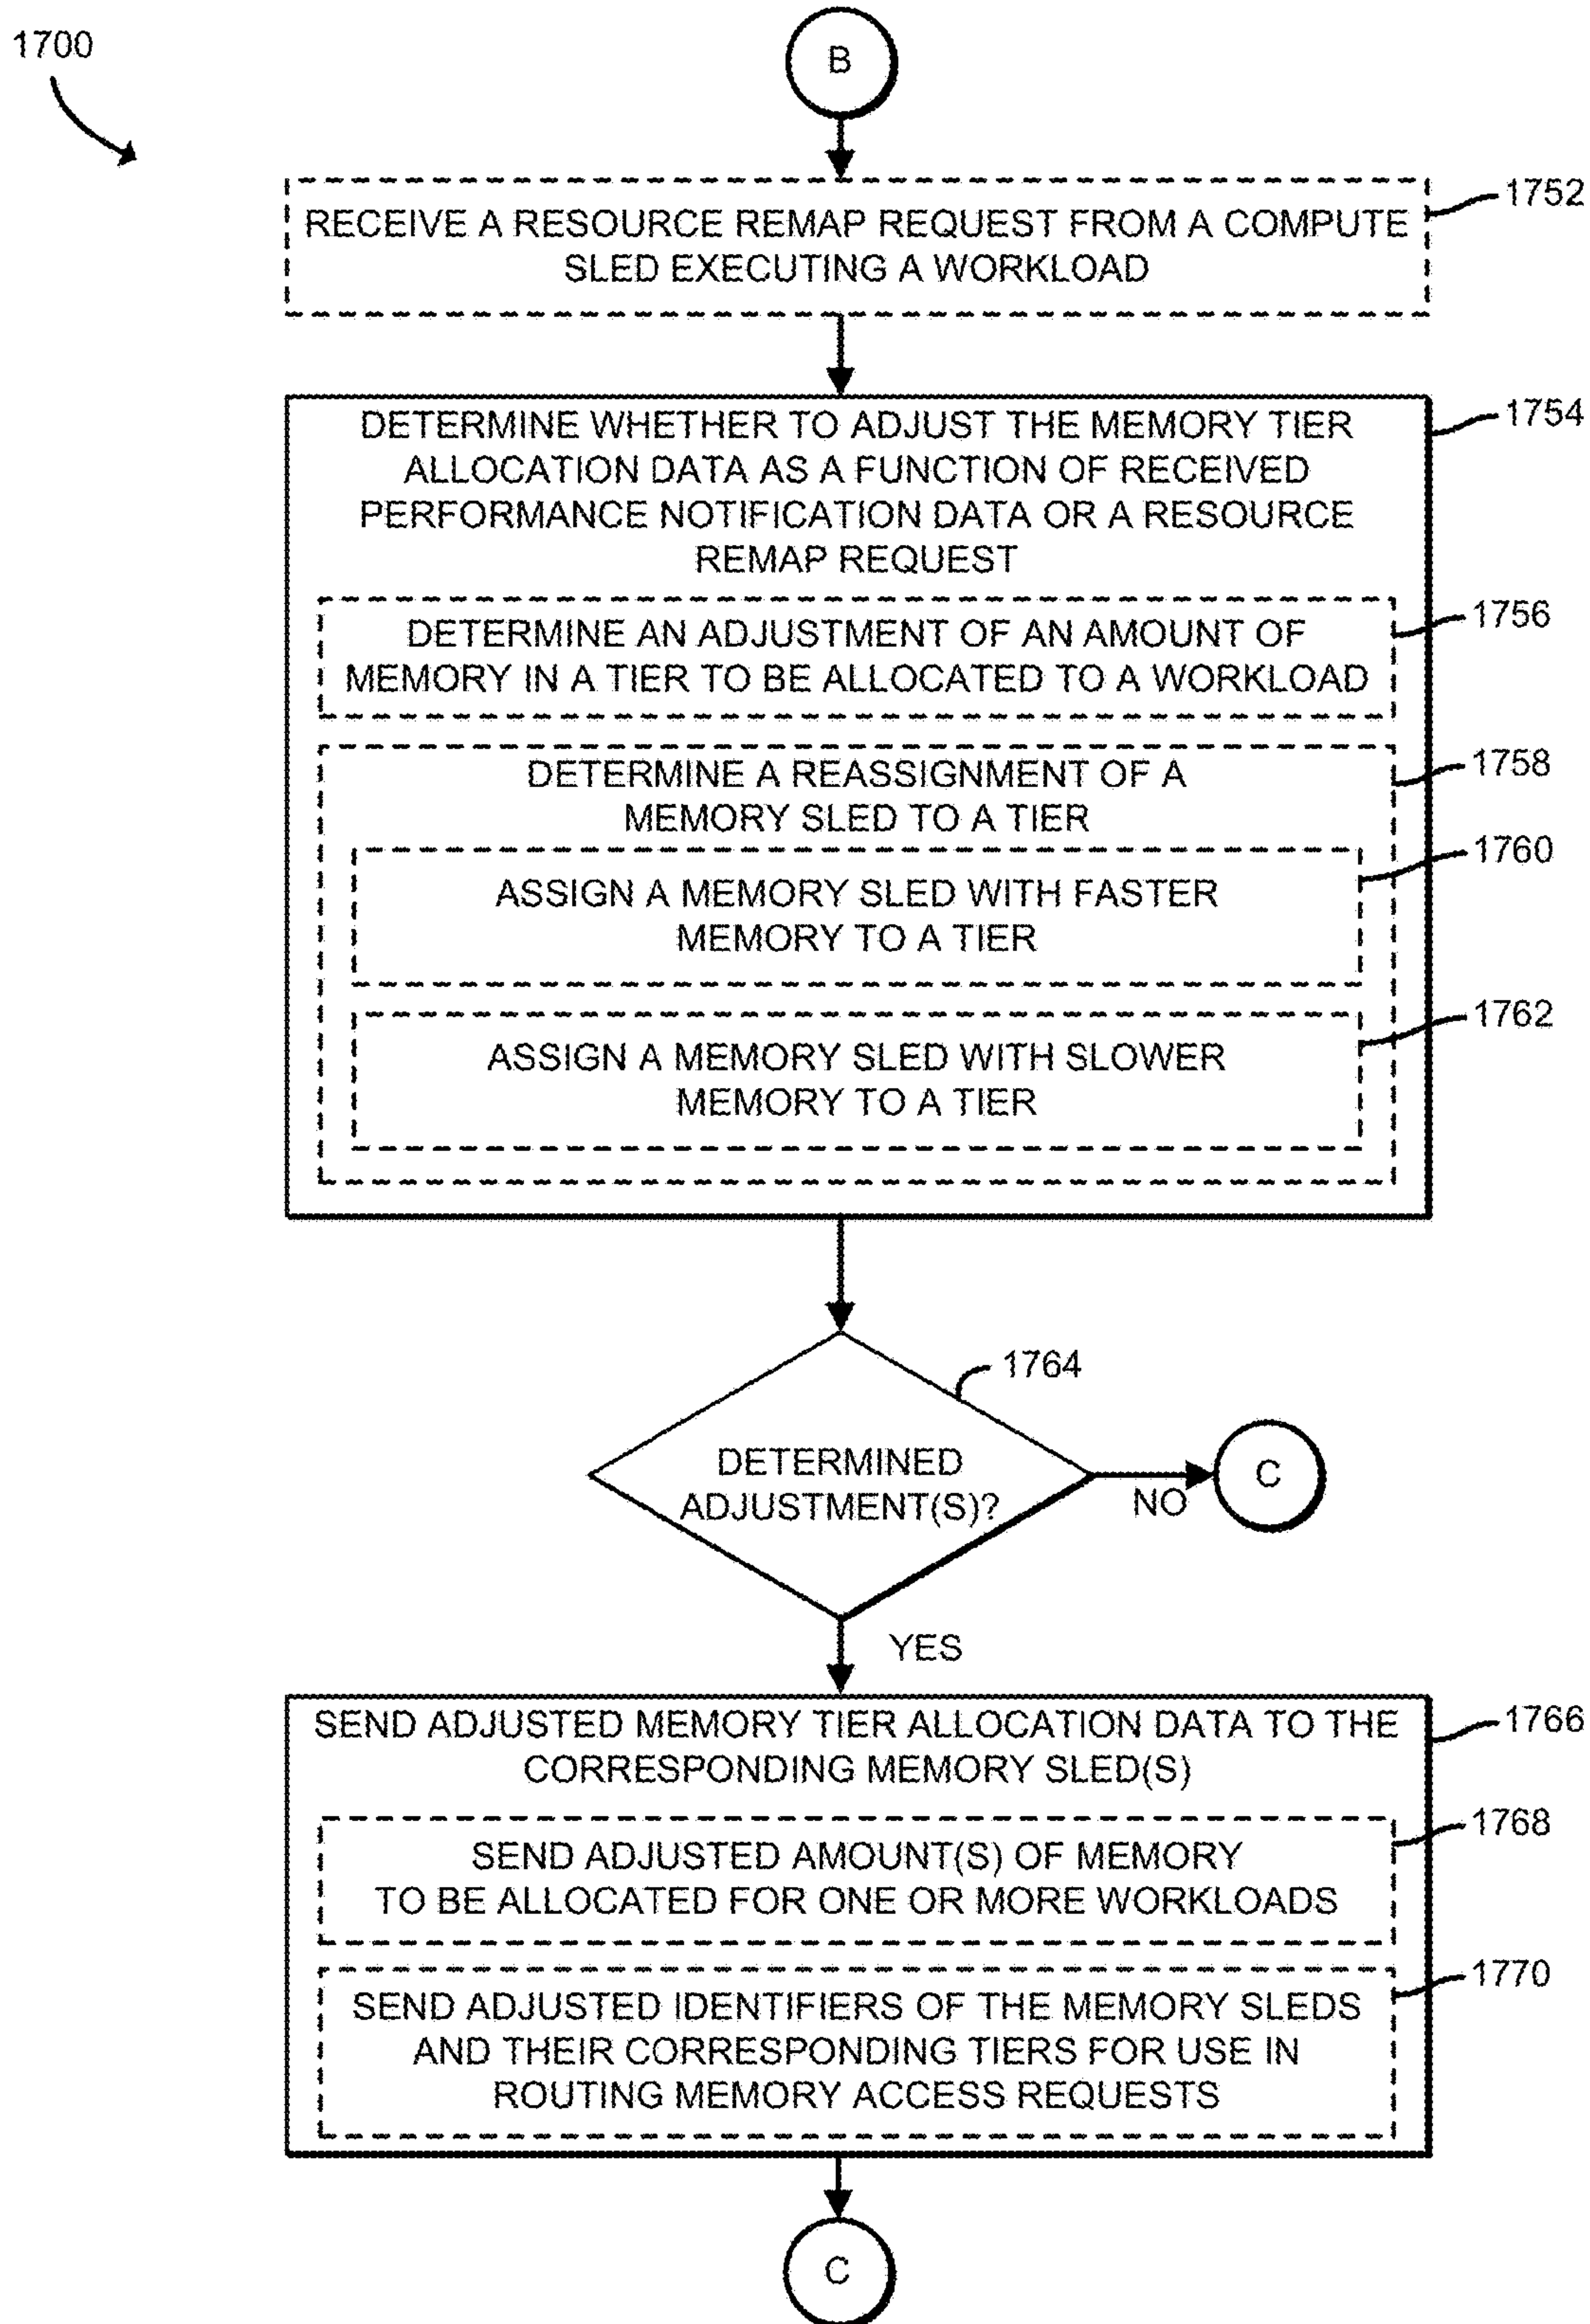 1700
B
RECEIVE A RESOURCE REMAP REQUEST FROM A COMPUTE
SLED EXECUTING A WORKLOAD
1752
DETERMINE WHETHER TO ADJUST THE MEMORY TIER
ALLOCATION DATA AS A FUNCTION OF RECEIVED
PERFORMANCE NOTIFICATION DATA OR A RESOURCE
REMAP REQUEST
1754
DETERMINE AN ADJUSTMENT OF AN AMOUNT OF
MEMORY IN A TIER TO BE ALLOCATED TO A WORKLOAD
1756
DETERMINE A REASSIGNMENT OF A
MEMORY SLED TO A TIER
1758
ASSIGN A MEMORY SLED WITH FASTER
MEMORY TO A TIER
1760
ASSIGN A MEMORY SLED WITH SLOWER
MEMORY TO A TIER
1762
1764
DETERMINED
ADJUSTMENT(S)?
NO
C
YES
SEND ADJUSTED MEMORY TIER ALLOCATION DATA TO THE
CORRESPONDING MEMORY SLED(S)
1766
SEND ADJUSTED AMOUNT(S) OF MEMORY
TO BE ALLOCATED FOR ONE OR MORE WORKLOADS
1768
SEND ADJUSTED IDENTIFIERS OF THE MEMORY SLEDS
AND THEIR CORRESPONDING TIERS FOR USE IN
ROUTING MEMORY ACCESS REQUESTS
1770
C